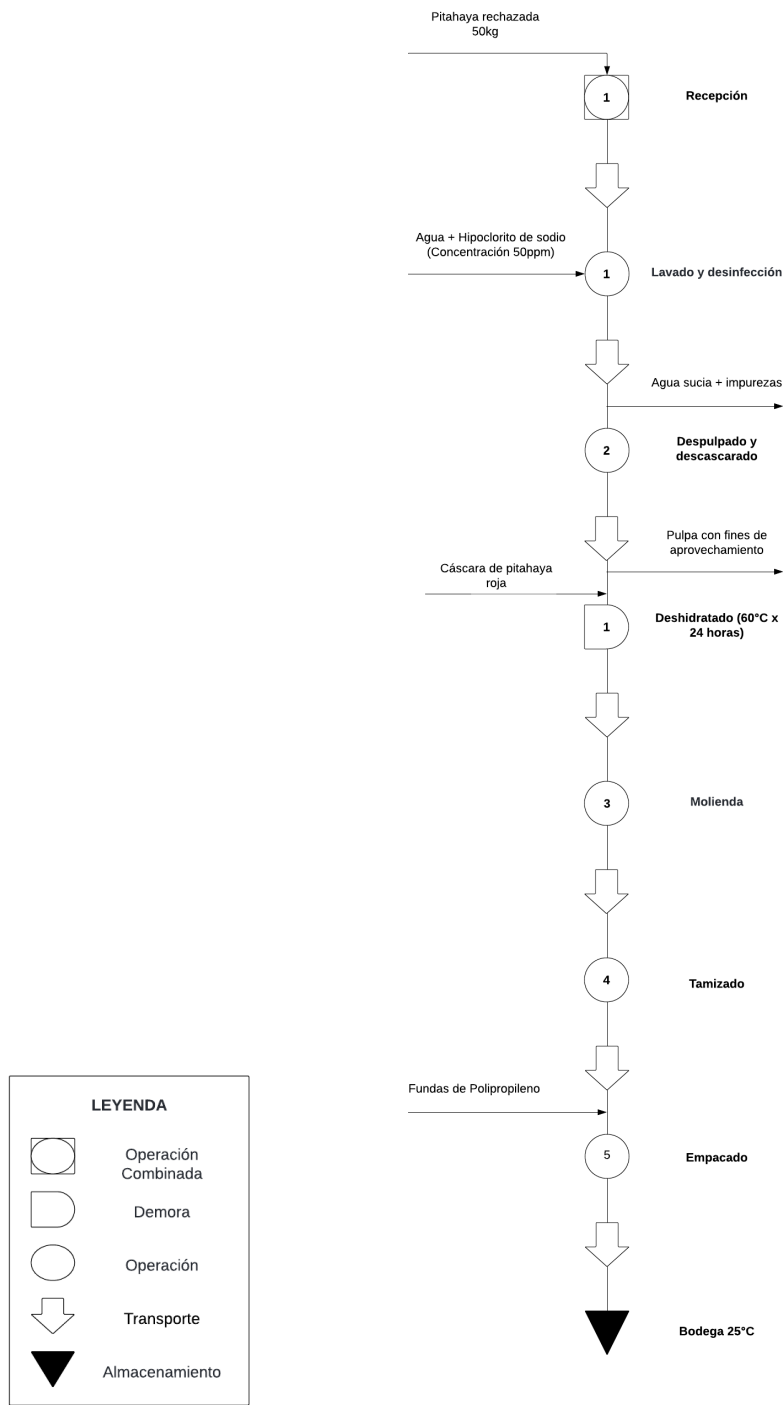 Pitahaya rechazada
50kg
1
Recepción
Agua + Hipoclorito de sodio
(Concentración 50ppm)
1
Lavado y desinfección
Agua sucia + impurezas
2
Despulpado y
descascarado
Pulpa con fines de
aprovechamiento
Cáscara de pitahaya
roja
1
Deshidratado (60°C x
24 horas)
3
Molienda
4
Tamizado
Fundas de Polipropileno
5
Empacado
Bodega 25°C
LEYENDA
Operación
Combinada
Demora
Operación
Transporte
Almacenamiento